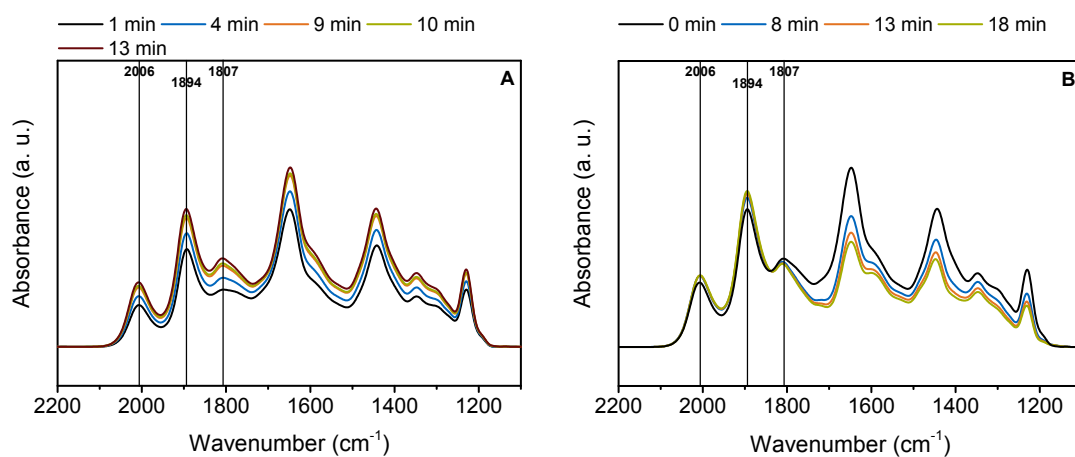 1 min 4 min 9 min 10 min
13 min
2006 1894 1807 A
Absorbance (a. u.)
2200 2000 1800 1600 1400 1200
Wavenumber (cm⁻¹)
0 min 8 min 13 min 18 min
2006 1894 1807 B
Absorbance (a. u.)
2200 2000 1800 1600 1400 1200
Wavenumber (cm⁻¹)